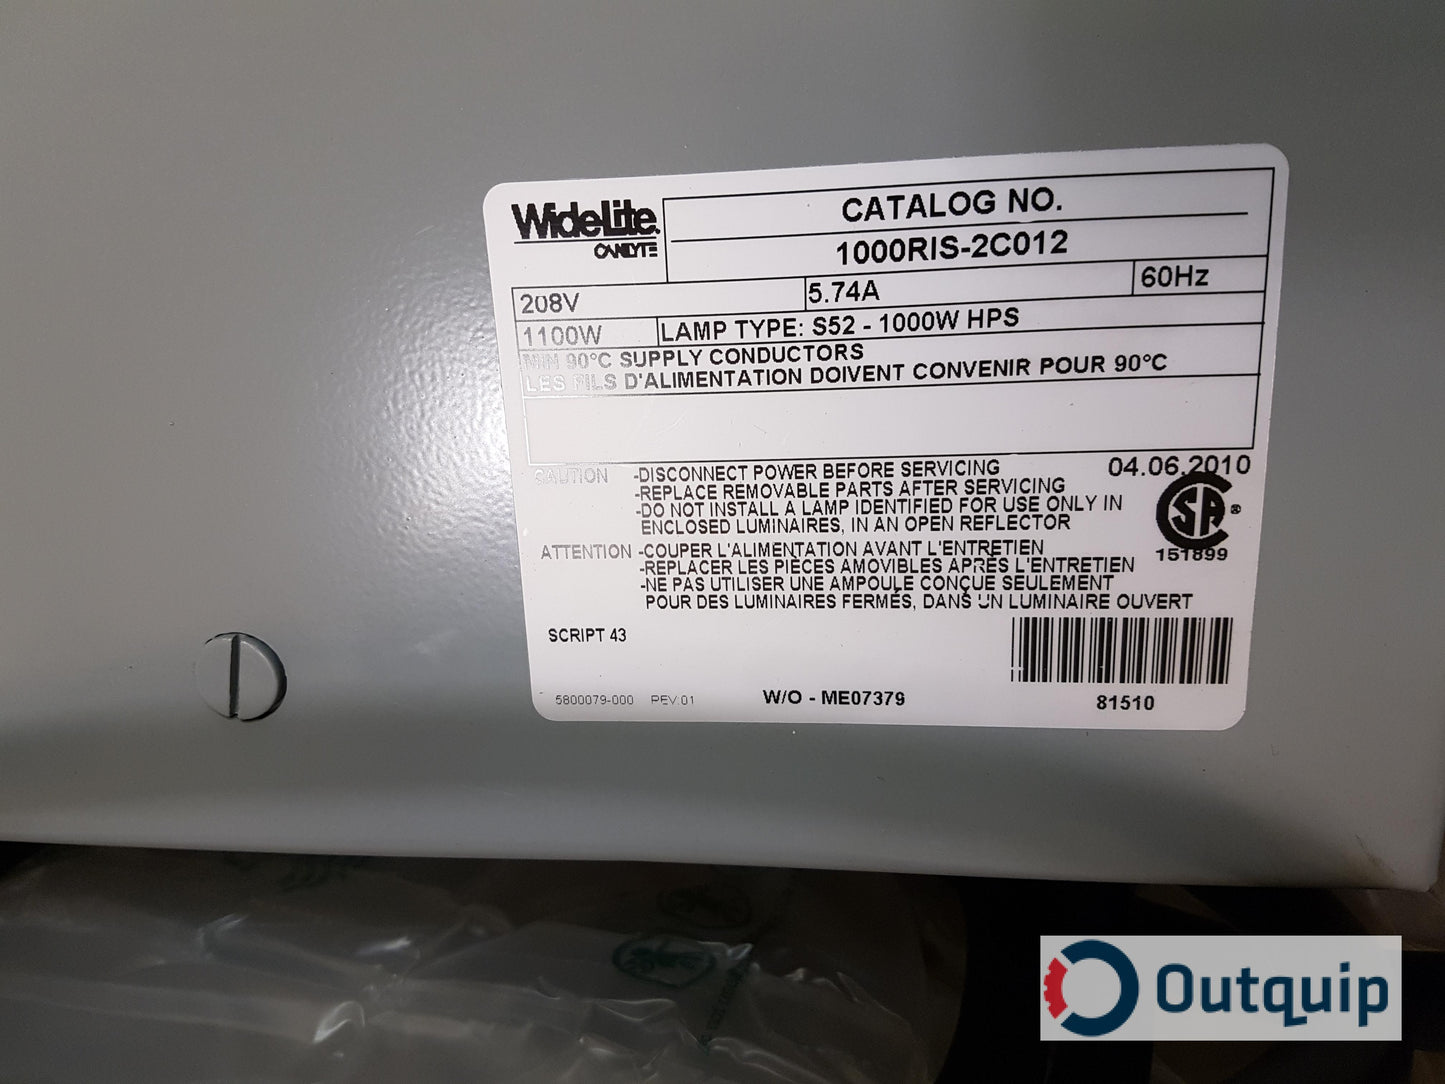 WideLite.
CANLYTE
CATALOG NO.
1000RIS-2C012
208V
5.74A
60Hz
1100W
LAMP TYPE: S52 - 1000W HPS
MIN 90°C SUPPLY CONDUCTORS
LES FILS D'ALIMENTATION DOIVENT CONVENIR POUR 90°C
CAUTION -DISCONNECT POWER BEFORE SERVICING
-REPLACE REMOVABLE PARTS AFTER SERVICING
-DO NOT INSTALL A LAMP IDENTIFIED FOR USE ONLY IN
ENCLOSED LUMINAIRES, IN AN OPEN REFLECTOR
04.06.2010
SA ®
151899
ATTENTION -COUPER L'ALIMENTATION AVANT L'ENTRETIEN
-REPLACER LES PIÈCES AMOVIBLES APRÈS L'ENTRETIEN
-NE PAS UTILISER UNE AMPOULE CONÇUE SEULEMENT
POUR DES LUMINAIRES FERMÉS, DANS UN LUMINAIRE OUVERT
SCRIPT 43
5800079-000 REV:01
W/O - ME07379
81510
Outquip